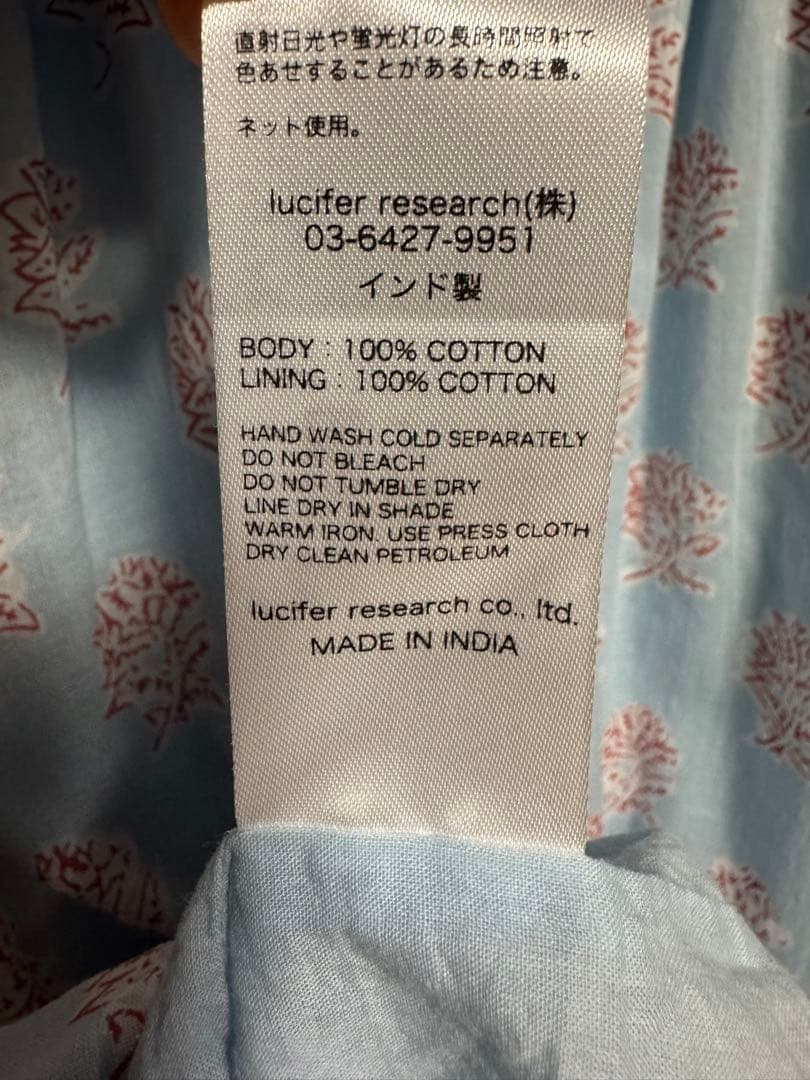 直射日光や蛍光灯の長時間照射で
色あせすることがあるため注意。
ネット使用。
lucifer research(株)
03-6427-9951
インド製
BODY : 100% COTTON
LINING : 100% COTTON
HAND WASH COLD SEPARATELY
DO NOT BLEACH
DO NOT TUMBLE DRY
LINE DRY IN SHADE
WARM IRON. USE PRESS CLOTH
DRY CLEAN PETROLEUM
lucifer research co., ltd.
MADE IN INDIA